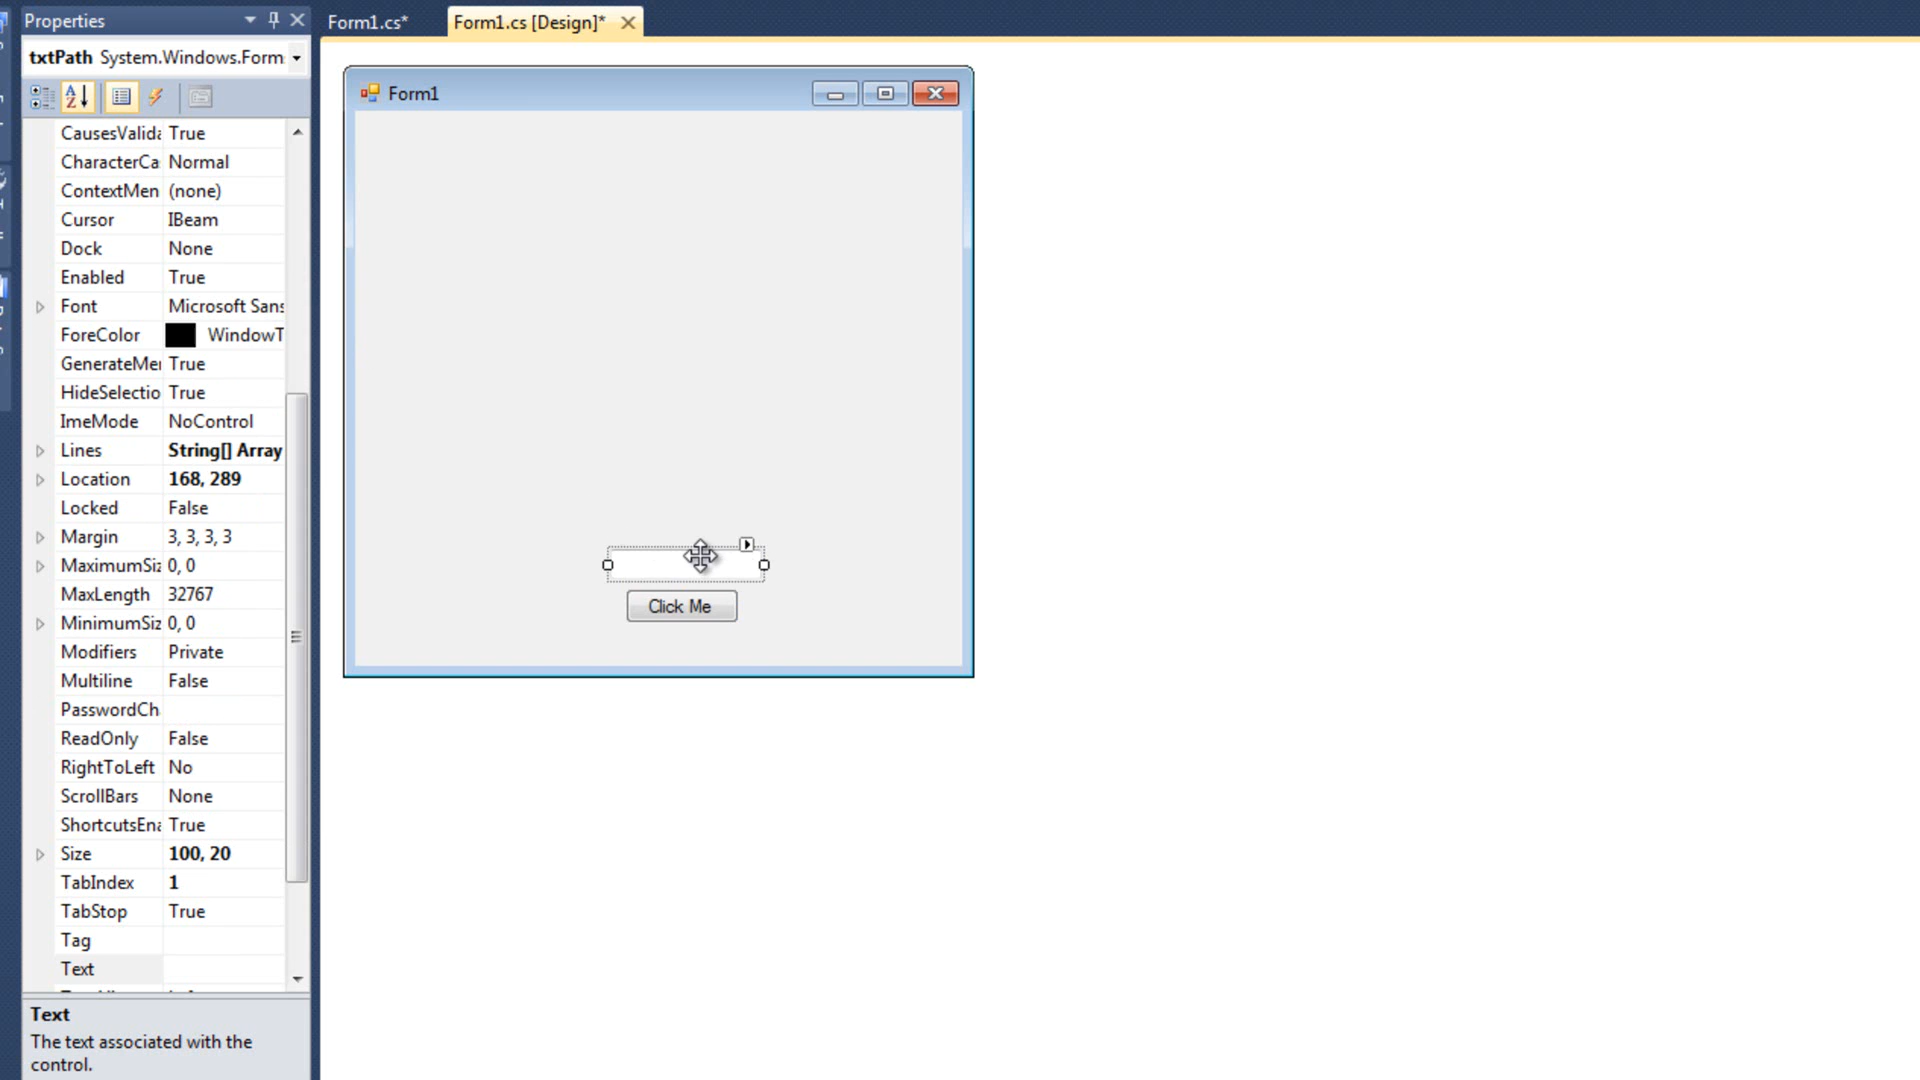 Properties
Form1.cs*
Form1.cs [Design]*
txtPath System.Windows.Form
Form1
CausesValida True
CharacterCa Normal
ContextMen (none)
Cursor IBeam
Dock None
Enabled True
Font Microsoft Sans
ForeColor WindowT
GenerateMe True
HideSelectio True
ImeMode NoControl
Lines String[] Array
Location 168, 289
Locked False
Margin 3, 3, 3, 3
MaximumSiz 0, 0
MaxLength 32767
MinimumSiz 0, 0
Click Me
Modifiers Private
Multiline False
PasswordCh
ReadOnly False
RightToLeft No
ScrollBars None
ShortcutsEna True
Size 100, 20
TabIndex 1
TabStop True
Tag
Text
Text
The text associated with the
control.